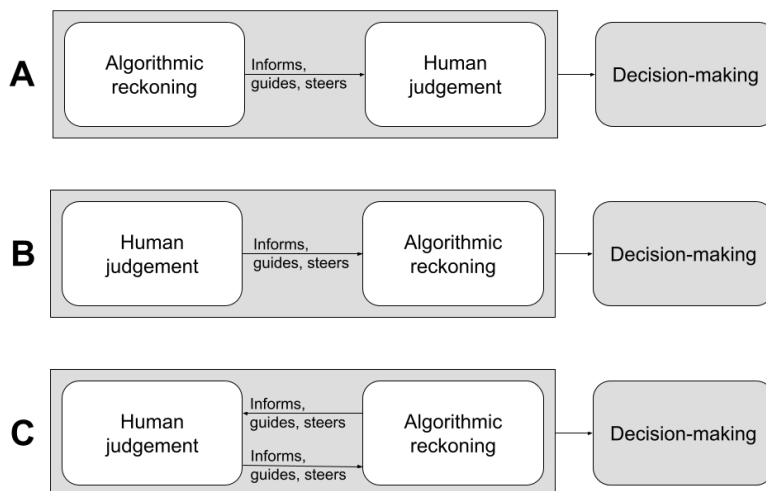 A
Algorithmic
reckoning
Informs,
guides, steers
Human
judgement
Decision-making
B
Human
judgement
Informs,
guides, steers
Algorithmic
reckoning
Decision-making
C
Human
judgement
Informs,
guides, steers
Informs,
guides, steers
Algorithmic
reckoning
Decision-making